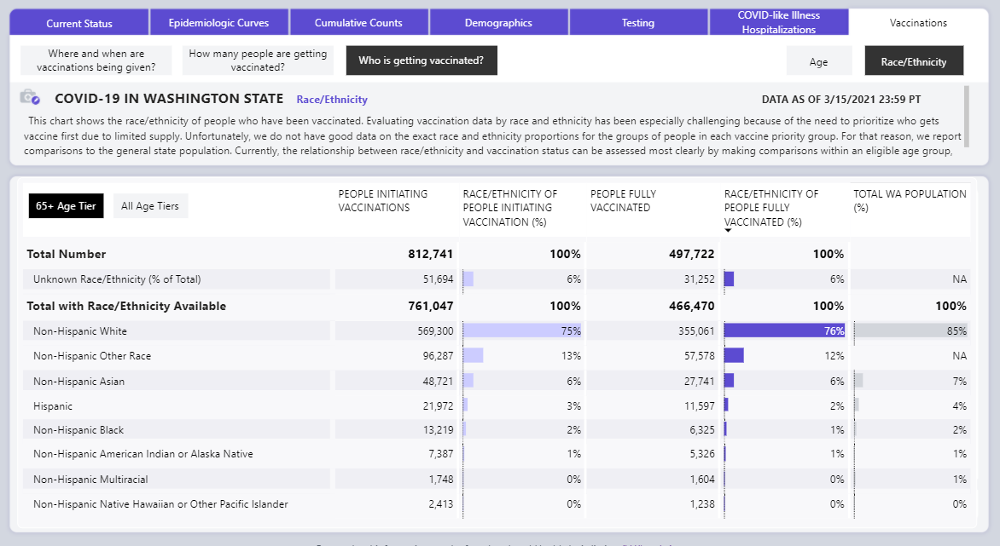 Current Status
Epidemiologic Curves
Cumulative Counts
Demographics
Testing
COVID-like Illness
Hospitalizations
Vaccinations
Where and when are
vaccinations being given?
How many people are getting
vaccinated?
Who is getting vaccinated?
Age
Race/Ethnicity
COVID-19 IN WASHINGTON STATE Race/Ethnicity DATA AS OF 3/15/2021 23:59 PT
This chart shows the race/ethnicity of people who have been vaccinated. Evaluating vaccination data by race and ethnicity has been especially challenging because of the need to prioritize who gets
vaccine first due to limited supply. Unfortunately, we do not have good data on the exact race and ethnicity proportions for the groups of people in each vaccine priority group. For that reason, we report
comparisons to the general state population. Currently, the relationship between race/ethnicity and vaccination status can be assessed most clearly by making comparisons within an eligible age group,
65+ Age Tier
All Age Tiers
PEOPLE INITIATING
VACCINATIONS
RACE/ETHNICITY OF
PEOPLE INITIATING
VACCINATION (%)
PEOPLE FULLY
VACCINATED
RACE/ETHNICITY OF
PEOPLE FULLY
VACCINATED (%)
TOTAL WA POPULATION
(%)
Total Number 812,741 100% 497,722 100%
Unknown Race/Ethnicity (% of Total) 51,694 6% 31,252 6% NA
Total with Race/Ethnicity Available 761,047 100% 466,470 100% 100%
Non-Hispanic White 569,300 75% 355,061 76% 85%
Non-Hispanic Other Race 96,287 13% 57,578 12% NA
Non-Hispanic Asian 48,721 6% 27,741 6% 7%
Hispanic 21,972 3% 11,597 2% 4%
Non-Hispanic Black 13,219 2% 6,325 1% 2%
Non-Hispanic American Indian or Alaska Native 7,387 1% 5,326 1% 1%
Non-Hispanic Multiracial 1,748 0% 1,604 0% 1%
Non-Hispanic Native Hawaiian or Other Pacific Islander 2,413 0% 1,238 0% 0%